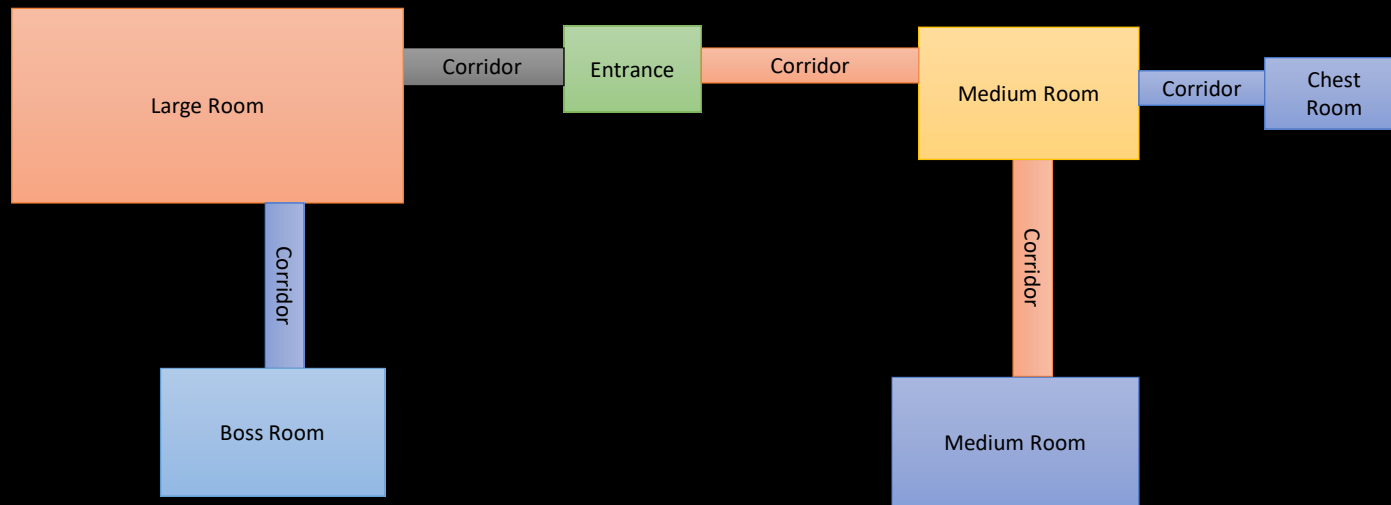 Large Room
Corridor
Entrance
Corridor
Medium Room
Corridor
Chest
Room
Corridor
Corridor
Boss Room
Medium Room